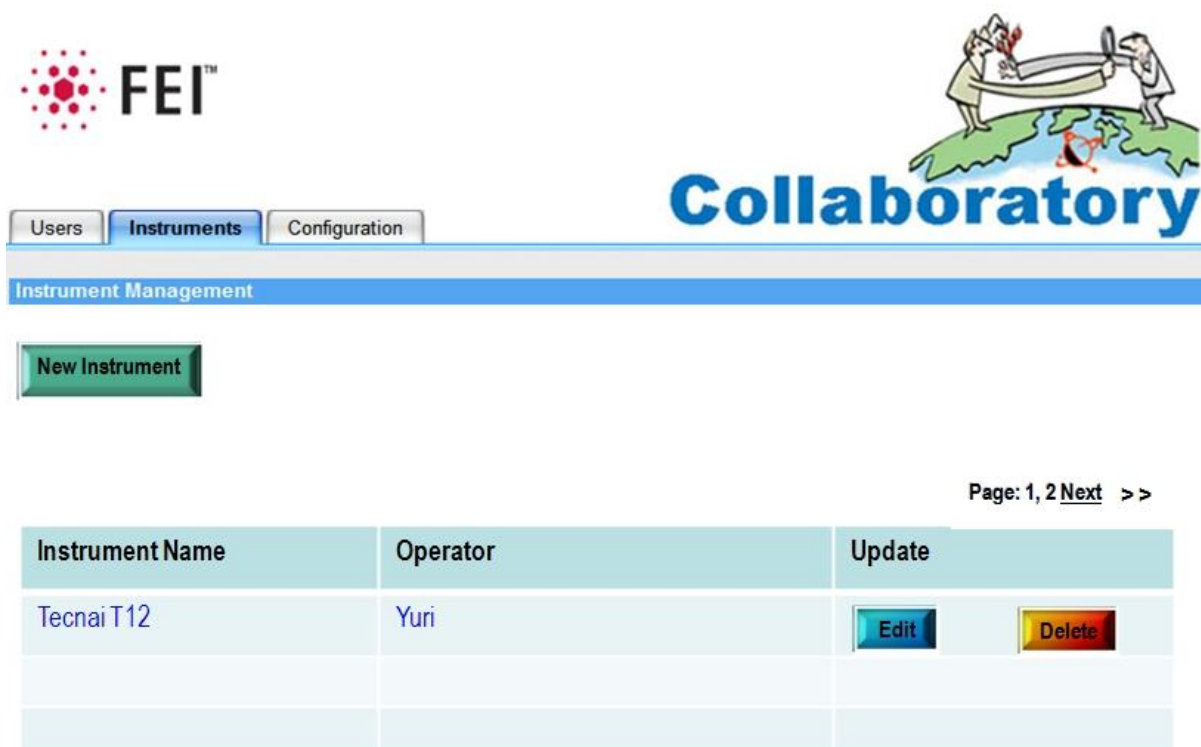 FEI™
Collaboratory
Users Instruments Configuration
Instrument Management
New Instrument
Page: 1, 2 Next >>
Instrument Name Operator Update
Tecnai T12 Yuri Edit Delete